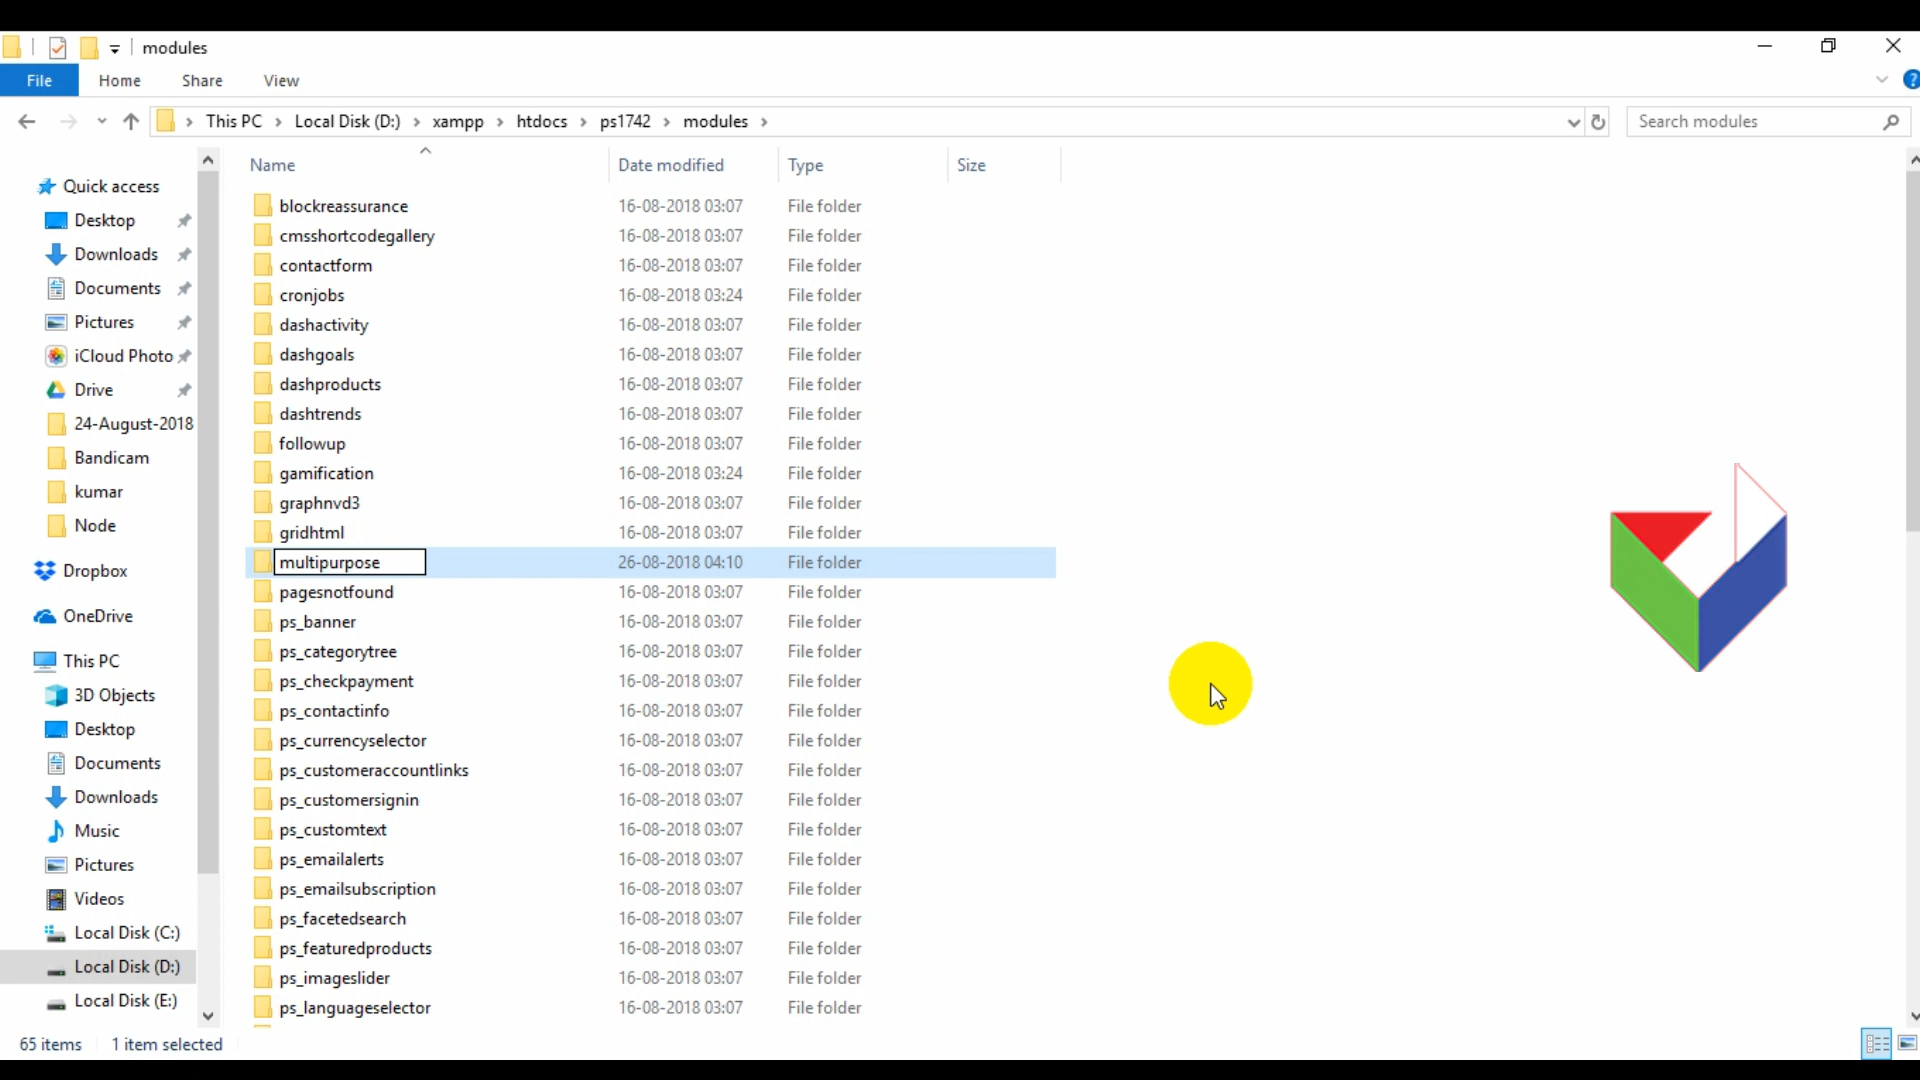 modules
File Home Share View
This PC Local Disk (D:) xampp htdocs ps1742 modules
Search modules
Name Date modified Type Size
Quick access
Desktop
Downloads
Documents
Pictures
iCloud Photo
Drive
24-August-2018
Bandicam
kumar
Node
Dropbox
OneDrive
This PC
3D Objects
Desktop
Documents
Downloads
Music
Pictures
Videos
Local Disk (C:)
Local Disk (D:)
Local Disk (E:)
blockreassurance 16-08-2018 03:07 File folder
cmsshortcodegallery 16-08-2018 03:07 File folder
contactform 16-08-2018 03:07 File folder
cronjobs 16-08-2018 03:24 File folder
dashactivity 16-08-2018 03:07 File folder
dashgoals 16-08-2018 03:07 File folder
dashproducts 16-08-2018 03:07 File folder
dashtrends 16-08-2018 03:07 File folder
followup 16-08-2018 03:07 File folder
gamification 16-08-2018 03:24 File folder
graphnvd3 16-08-2018 03:07 File folder
gridhtml 16-08-2018 03:07 File folder
multipurpose 26-08-2018 04:10 File folder
pagesnotfound 16-08-2018 03:07 File folder
ps_banner 16-08-2018 03:07 File folder
ps_categorytree 16-08-2018 03:07 File folder
ps_checkpayment 16-08-2018 03:07 File folder
ps_contactinfo 16-08-2018 03:07 File folder
ps_currencyselector 16-08-2018 03:07 File folder
ps_customeraccountlinks 16-08-2018 03:07 File folder
ps_customersignin 16-08-2018 03:07 File folder
ps_customtext 16-08-2018 03:07 File folder
ps_emailalerts 16-08-2018 03:07 File folder
ps_emailsubscription 16-08-2018 03:07 File folder
ps_facetedsearch 16-08-2018 03:07 File folder
ps_featuredproducts 16-08-2018 03:07 File folder
ps_imageslider 16-08-2018 03:07 File folder
ps_languageselector 16-08-2018 03:07 File folder
65 items 1 item selected